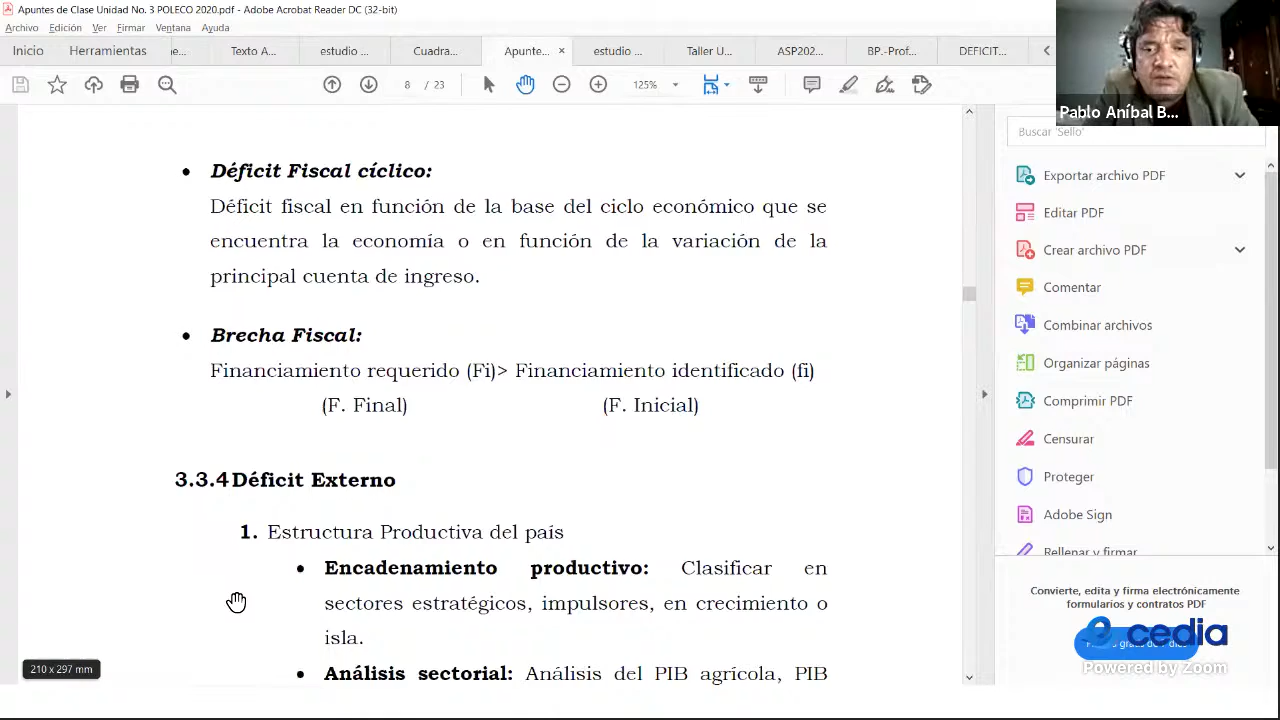 Apuntes de Clase Unidad No. 3 POLECO 2020.pdf - Adobe Acrobat Reader DC (32-bit)
Archivo Edición Ver Firmar Ventana Ayuda
Inicio Herramientas e... Texto A... estudio ... Cuadra... Apunte... × estudio ... Taller U... ASP202... BP.-Prof... DEFICIT...
8 / 23 125%
Pablo Aníbal B...
Buscar 'Sello'
• Déficit Fiscal cíclico:
Déficit fiscal en función de la base del ciclo económico que se
encuentra la economía o en función de la variación de la
principal cuenta de ingreso.
• Brecha Fiscal:
Financiamiento requerido (Fi)> Financiamiento identificado (fi)
(F. Final) (F. Inicial)
3.3.4 Déficit Externo
1. Estructura Productiva del país
• Encadenamiento productivo: Clasificar en
sectores estratégicos, impulsores, en crecimiento o
isla.
• Análisis sectorial: Análisis del PIB agrícola, PIB
210 x 297 mm
Exportar archivo PDF
Editar PDF
Crear archivo PDF
Comentar
Combinar archivos
Organizar páginas
Comprimir PDF
Censurar
Proteger
Adobe Sign
Rellenar y firmar
Convierte, edita y firma electrónicamente
formularios y contratos PDF
cedia
Powered by Zoom